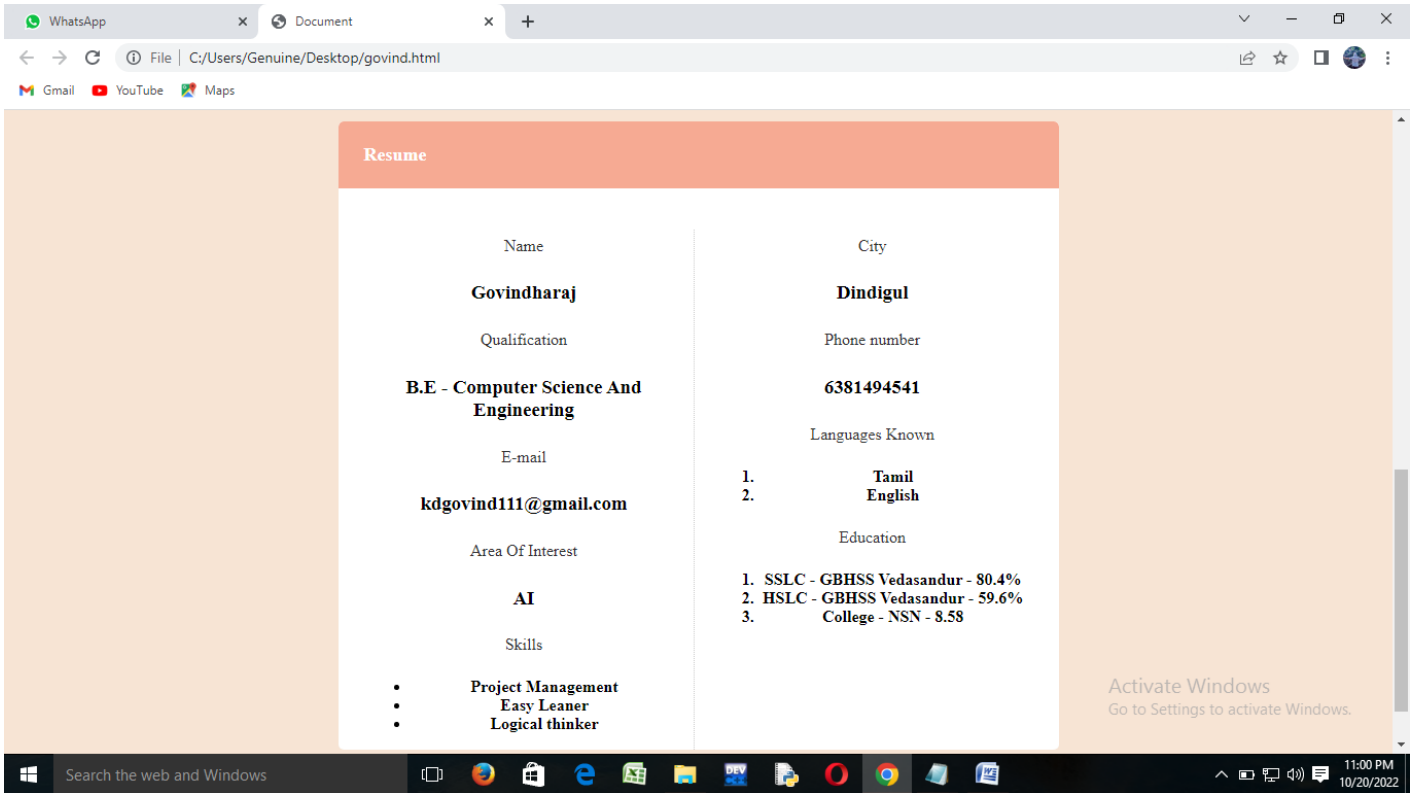 WhatsApp
Document
File
C:/Users/Genuine/Desktop/govind.html
Gmail
YouTube
Maps
Resume
Name
Govindharaj
Qualification
B.E - Computer Science And
Engineering
E-mail
kdgovind111@gmail.com
Area Of Interest
AI
Skills
Project Management
Easy Leaner
Logical thinker
City
Dindigul
Phone number
6381494541
Languages Known
1. Tamil
2. English
Education
1. SSLC - GBHSS Vedasandur - 80.4%
2. HSLC - GBHSS Vedasandur - 59.6%
3. College - NSN - 8.58
Activate Windows
Go to Settings to activate Windows.
Search the web and Windows
DEV
11:00 PM
10/20/2022